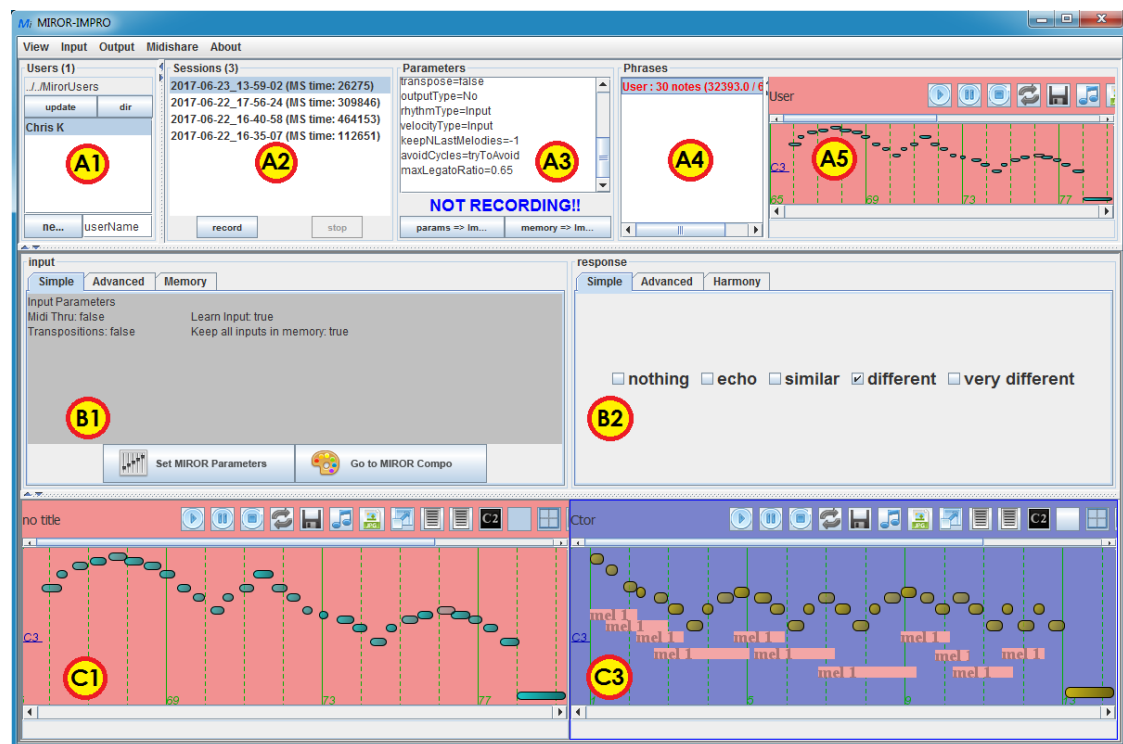 Mi MIROR-IMPRO
View Input Output Midishare About
Users (1)
../../MirorUsers
update dir
Chris K
A1
ne... userName
Sessions (3)
2017-06-23_13-59-02 (MS time: 26275)
2017-06-22_17-56-24 (MS time: 309846)
2017-06-22_16-40-58 (MS time: 464153)
2017-06-22_16-35-07 (MS time: 112651)
A2
record stop
Parameters
transpose=false
outputType=No
rhythmType=Input
velocityType=Input
keepNLastMelodies=-1
avoidCycles=tryToAvoid
maxLegatoRatio=0.65
A3
NOT RECORDING!!
params => Im... memory => Im...
Phrases
User : 30 notes (32393.0 / 6
A4
User
JPG
A5
C3
65 69 73 77
input
Simple Advanced Memory
Input Parameters
Midi Thru: false Learn Input: true
Transpositions: false Keep all inputs in memory: true
B1
Set MIROR Parameters Go to MIROR Compo
response
Simple Advanced Harmony
nothing echo similar different very different
B2
no title
JPG C2
C3
C1
69 73 77
Ctor
JPG C2
mel 1
mel 1
C3 mel 1 mel 1 mel 1
mel 1 mel 1 mel 1 mel 1
mel 1 mel 1
C3
5 9